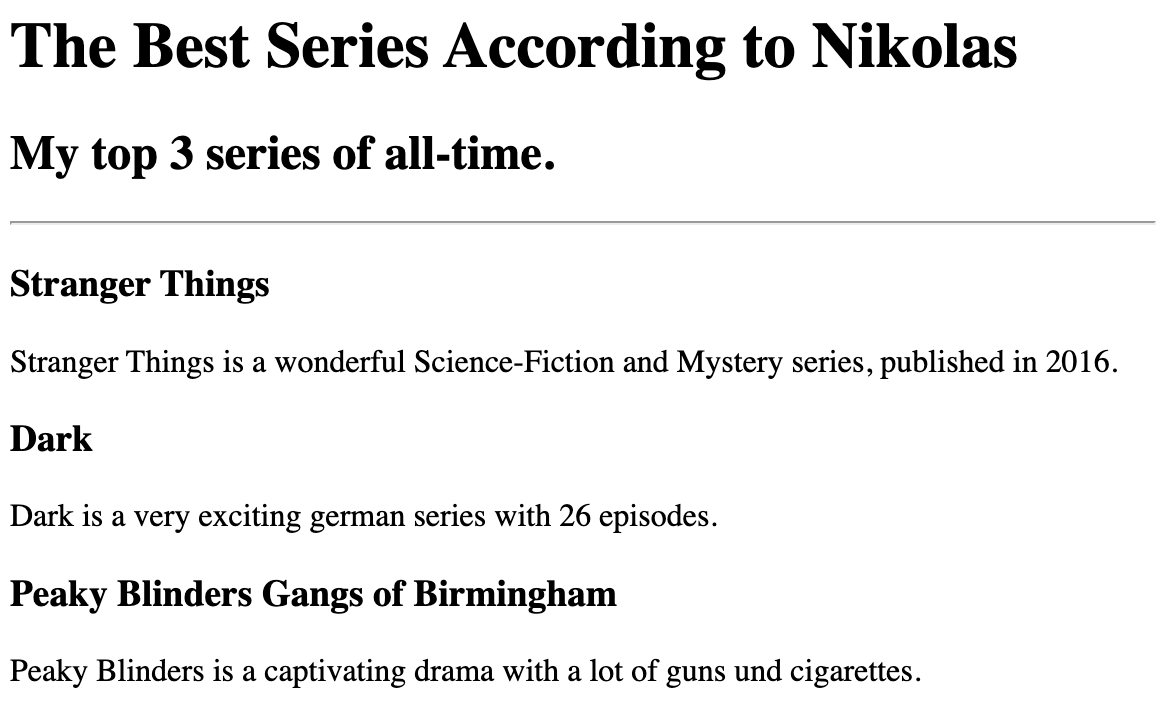 The Best Series According to Nikolas
My top 3 series of all-time.
Stranger Things
Stranger Things is a wonderful Science-Fiction and Mystery series, published in 2016.
Dark
Dark is a very exciting german series with 26 episodes.
Peaky Blinders Gangs of Birmingham
Peaky Blinders is a captivating drama with a lot of guns und cigarettes.